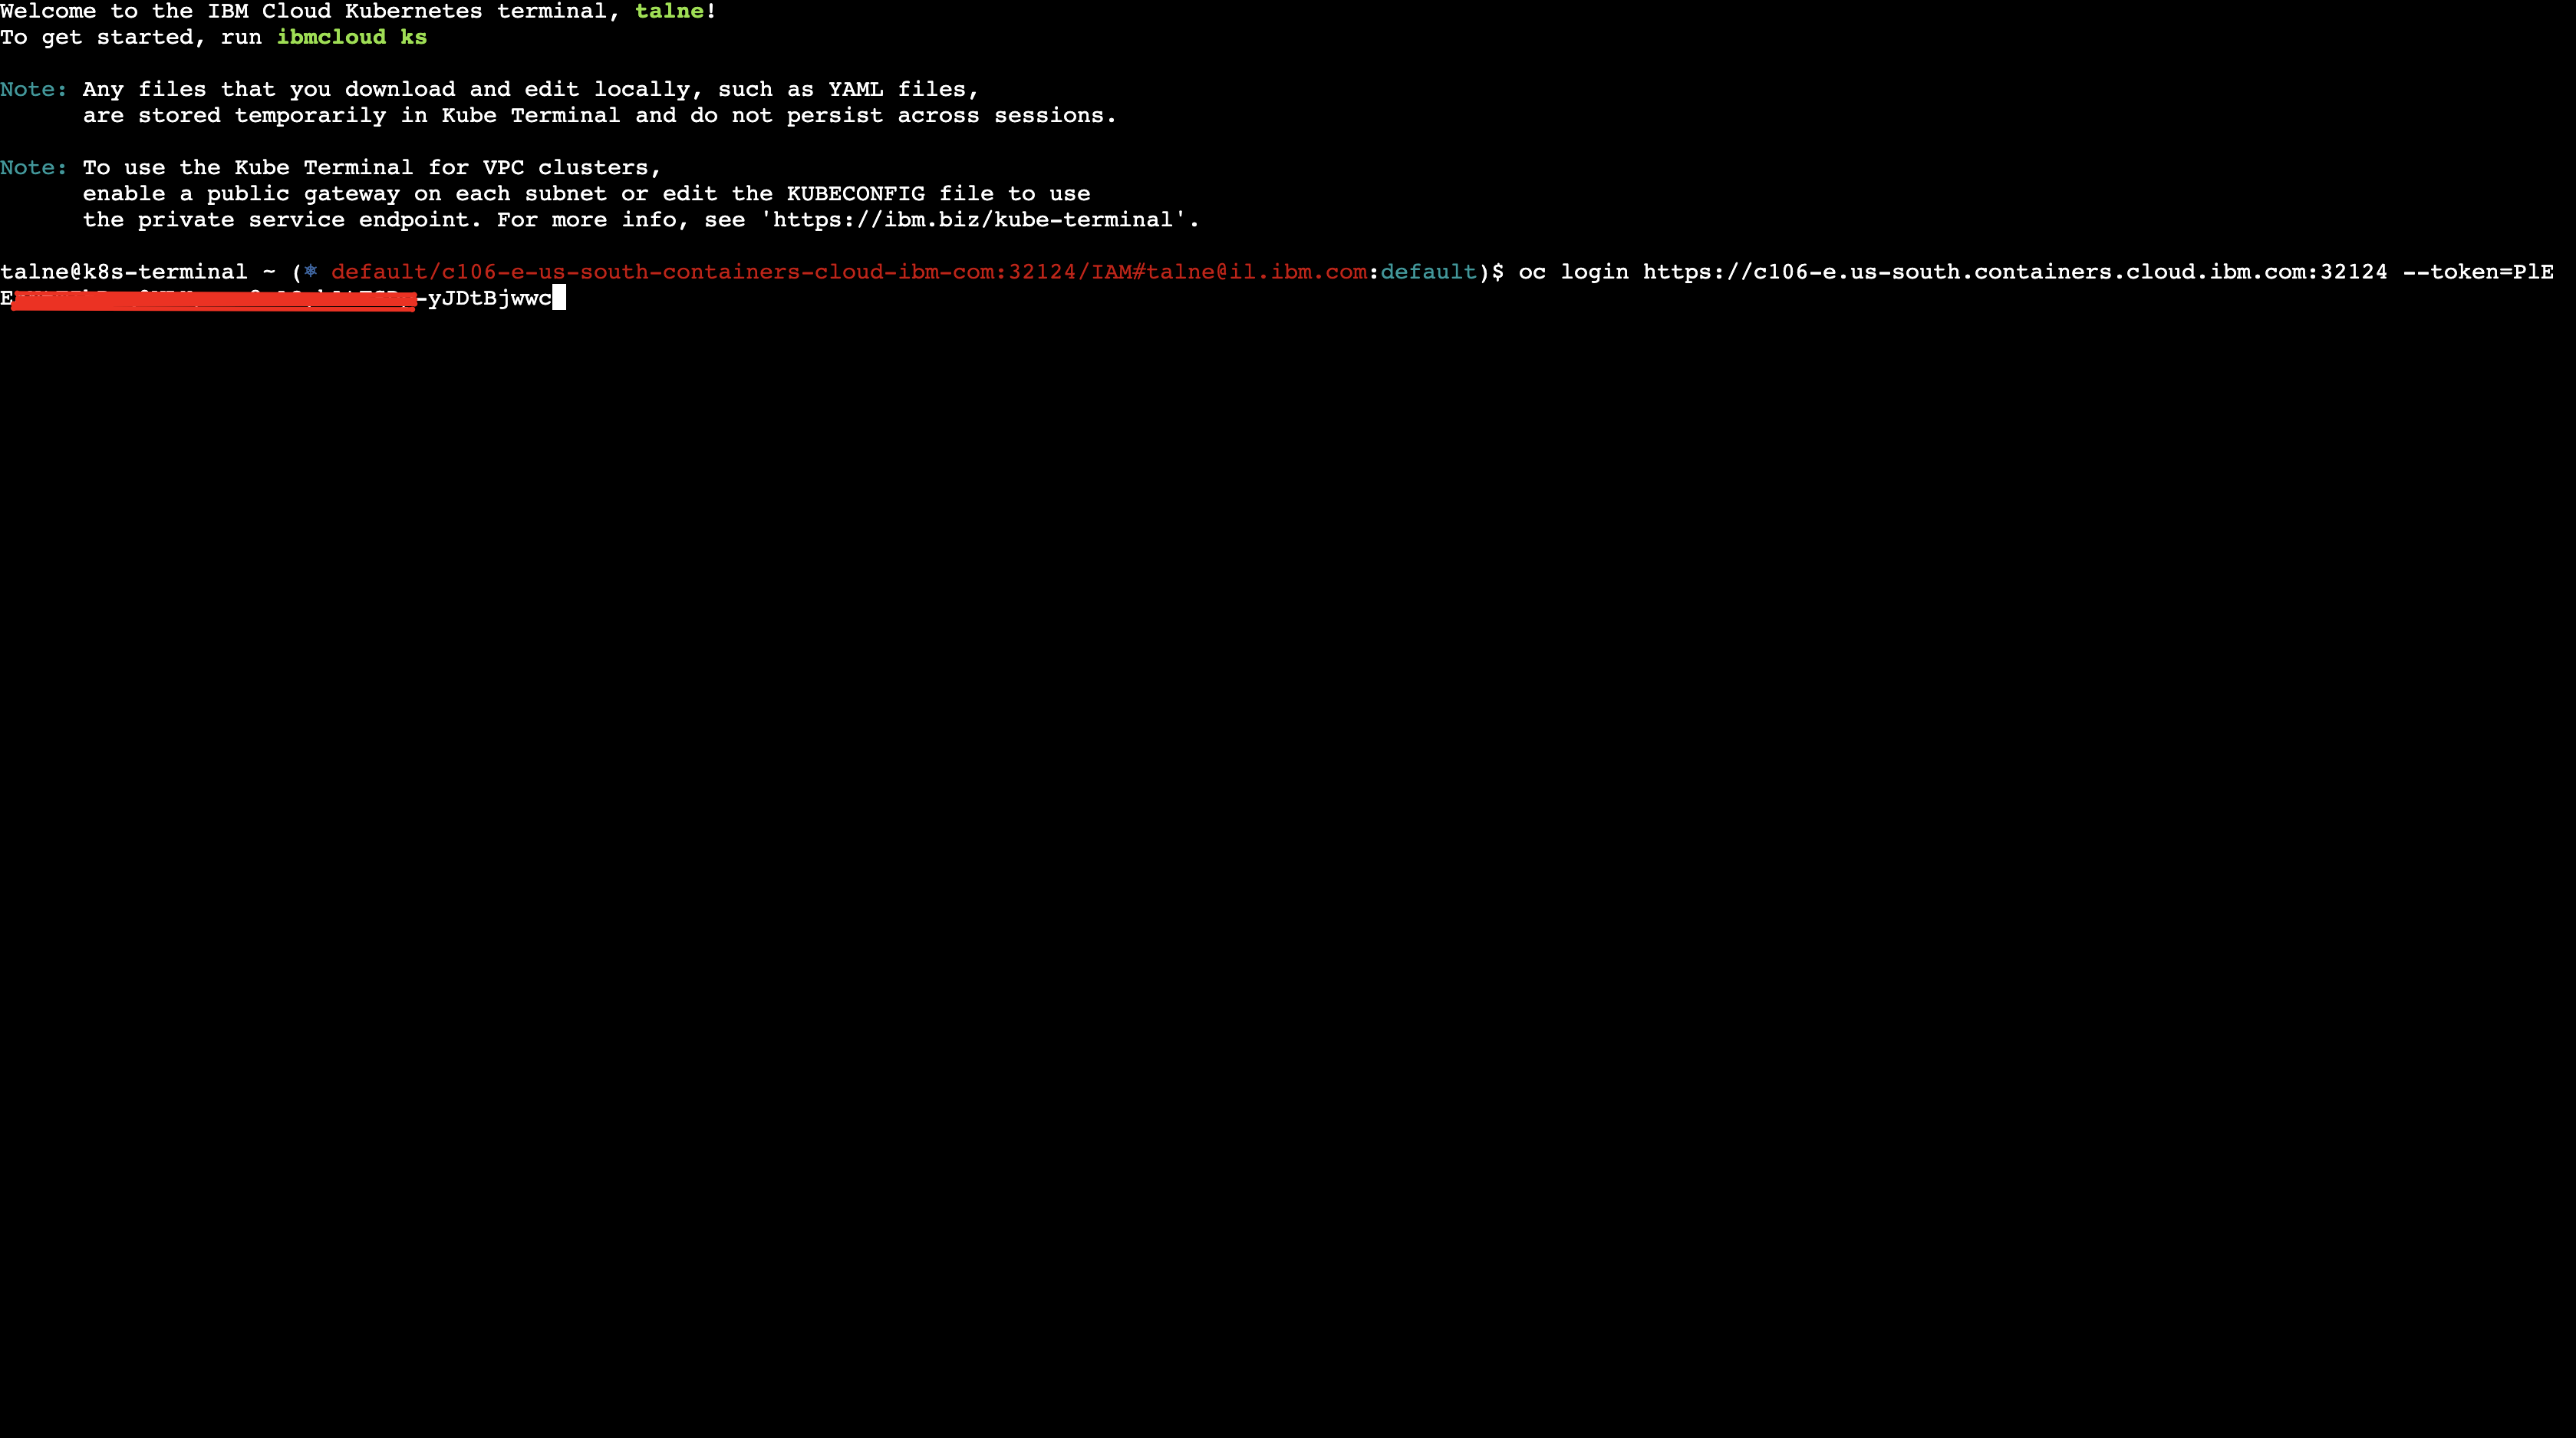 Welcome to the IBM Cloud Kubernetes terminal, talne!
To get started, run ibmcloud ks
Note: Any files that you download and edit locally, such as YAML files,
are stored temporarily in Kube Terminal and do not persist across sessions.
Note: To use the Kube Terminal for VPC clusters,
enable a public gateway on each subnet or edit the KUBECONFIG file to use
the private service endpoint. For more info, see 'https://ibm.biz/kube-terminal'.
talne@k8s-terminal ~ (⎈ default/c106-e-us-south-containers-cloud-ibm-com:32124/IAM#talne@il.ibm.com:default)$ oc login https://c106-e.us-south.containers.cloud.ibm.com:32124 --token=PlE
E -yJDtBjwwc